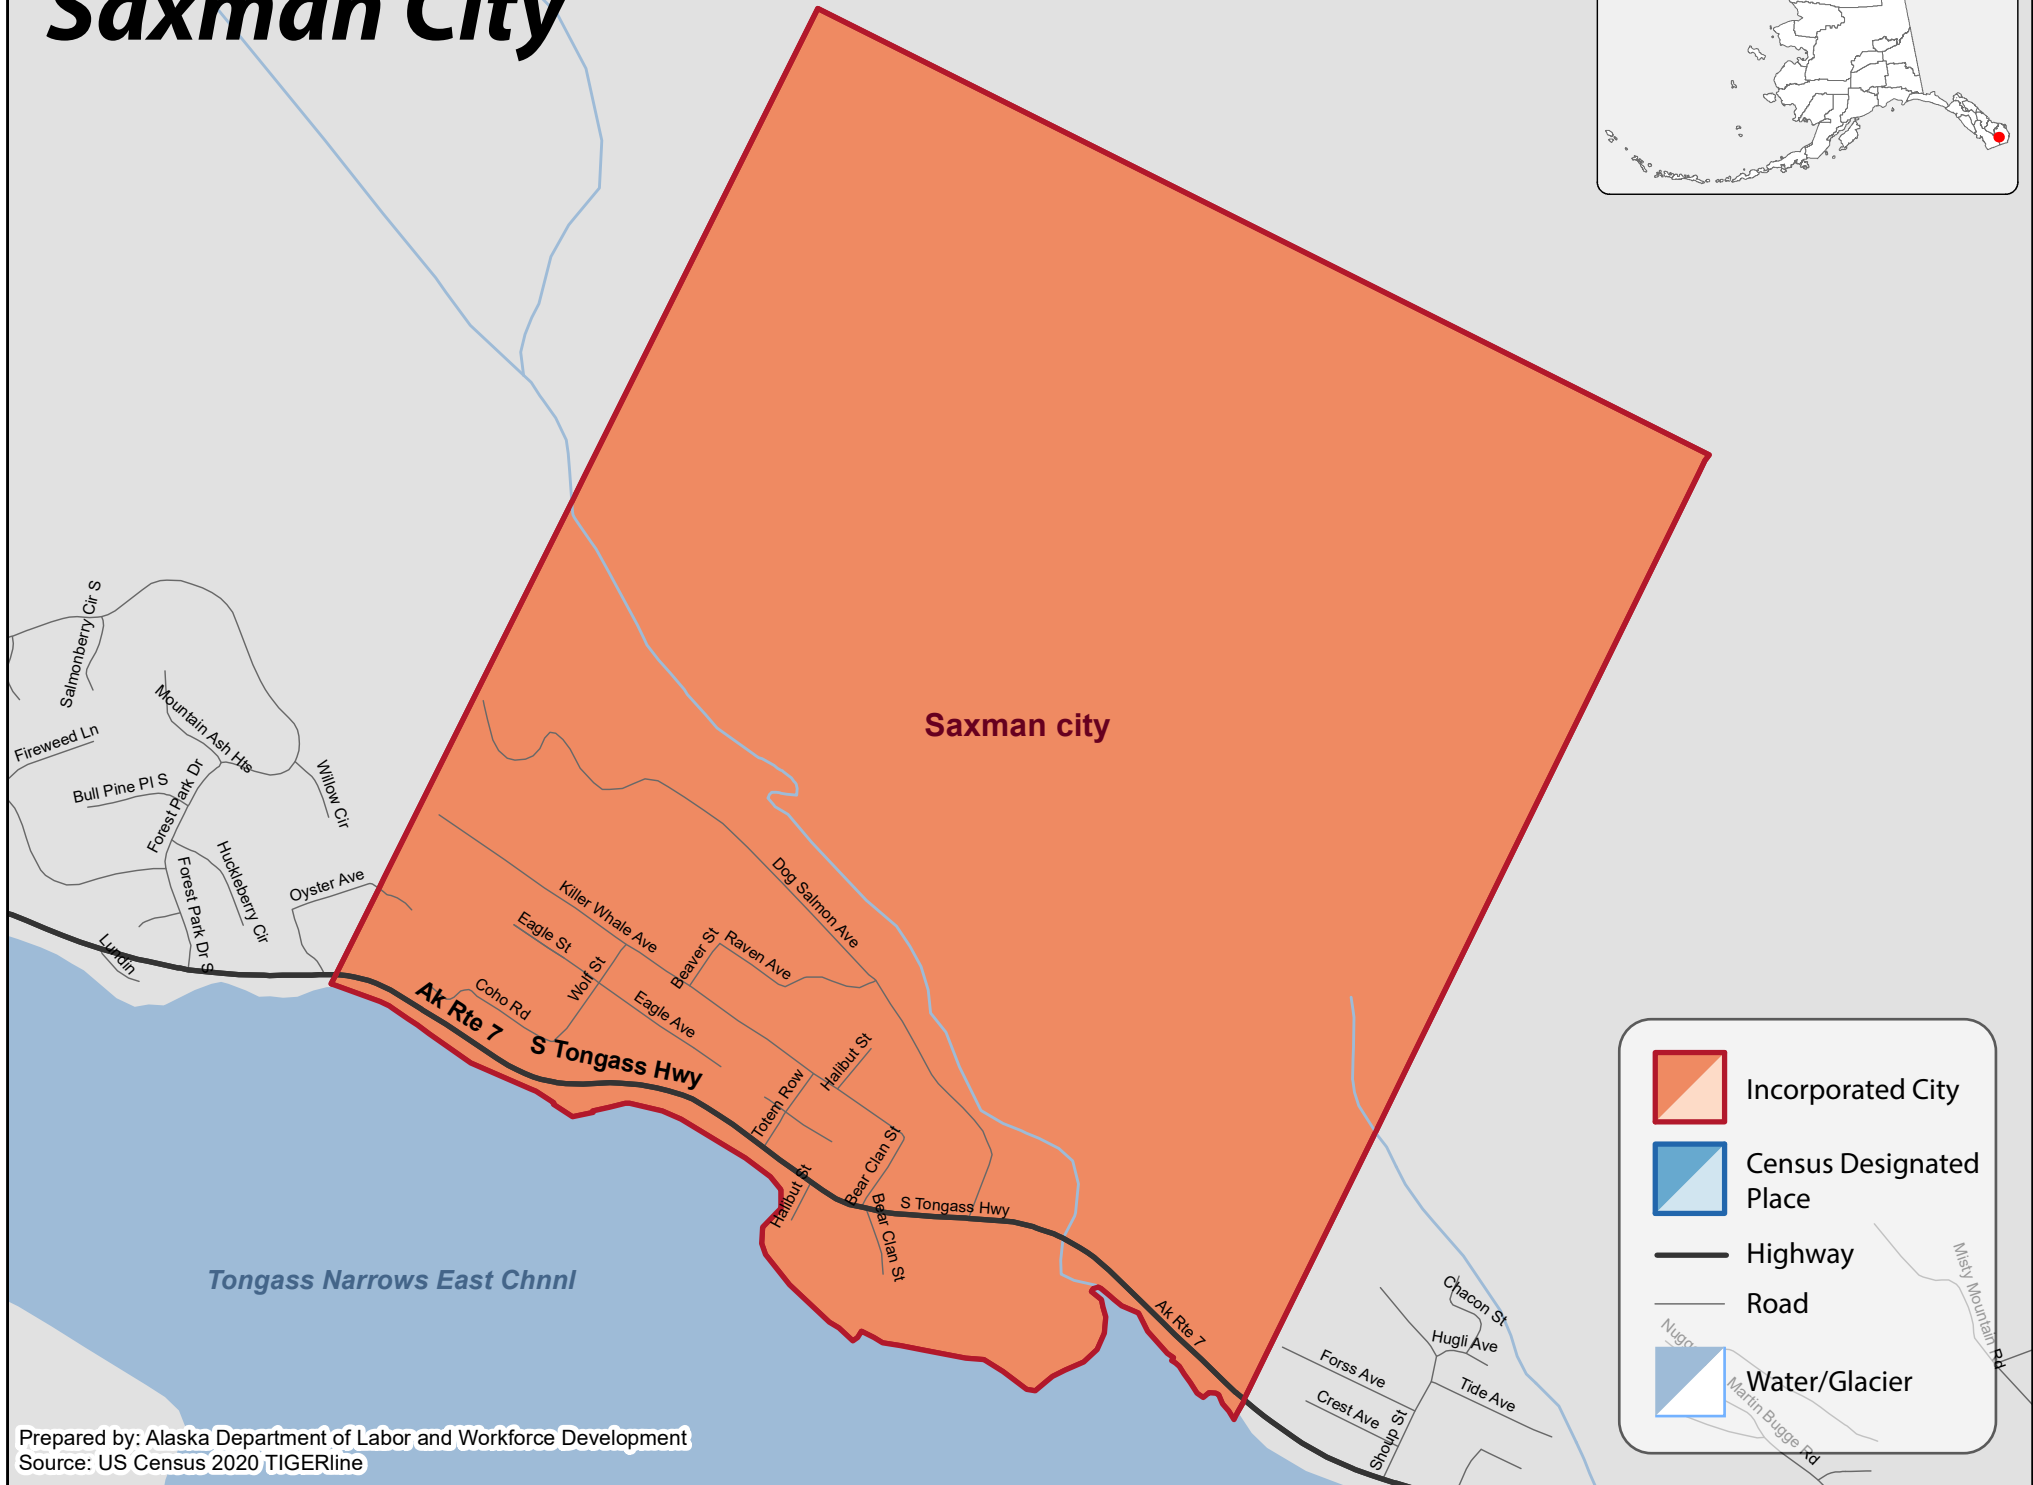 Saxman City
Salmonberry Cir S
Mountain Ash Hts
Fireweed Ln
Bull Pine Pl S
Forest Park Dr
Willow Cir
Huckleberry Cir
Forest Park Dr S
Oyster Ave
Lundin
Saxman city
Dog Salmon Ave
Killer Whale Ave
Eagle St
Wolf St
Beaver St
Raven Ave
Coho Rd
Eagle Ave
Ak Rte 7
S Tongass Hwy
Halibut St
Totem Row
Bear Clan St
Halibut St
Bear Clan St
S Tongass Hwy
Ak Rte 7
Tongass Narrows East Chnnl
Chacon St
Hugli Ave
Forss Ave
Tide Ave
Crest Ave
Shoup St
Incorporated City
Census Designated
Place
Highway
Road
Water/Glacier
Misty Mountain Rd
Nugg
Martin Bugge Rd
Prepared by: Alaska Department of Labor and Workforce Development
Source: US Census 2020 TIGERline